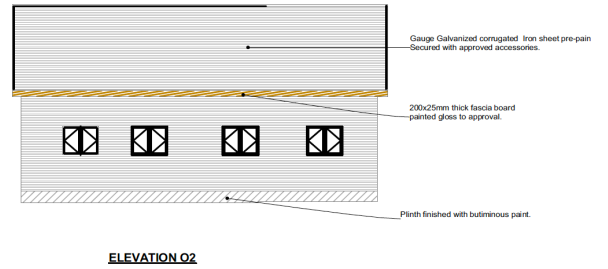 Gauge Galvanized corrugated Iron sheet pre-pain
Secured with approved accessories.
200x25mm thick fascia board
painted gloss to approval.
Plinth finished with butiminous paint.
ELEVATION O2